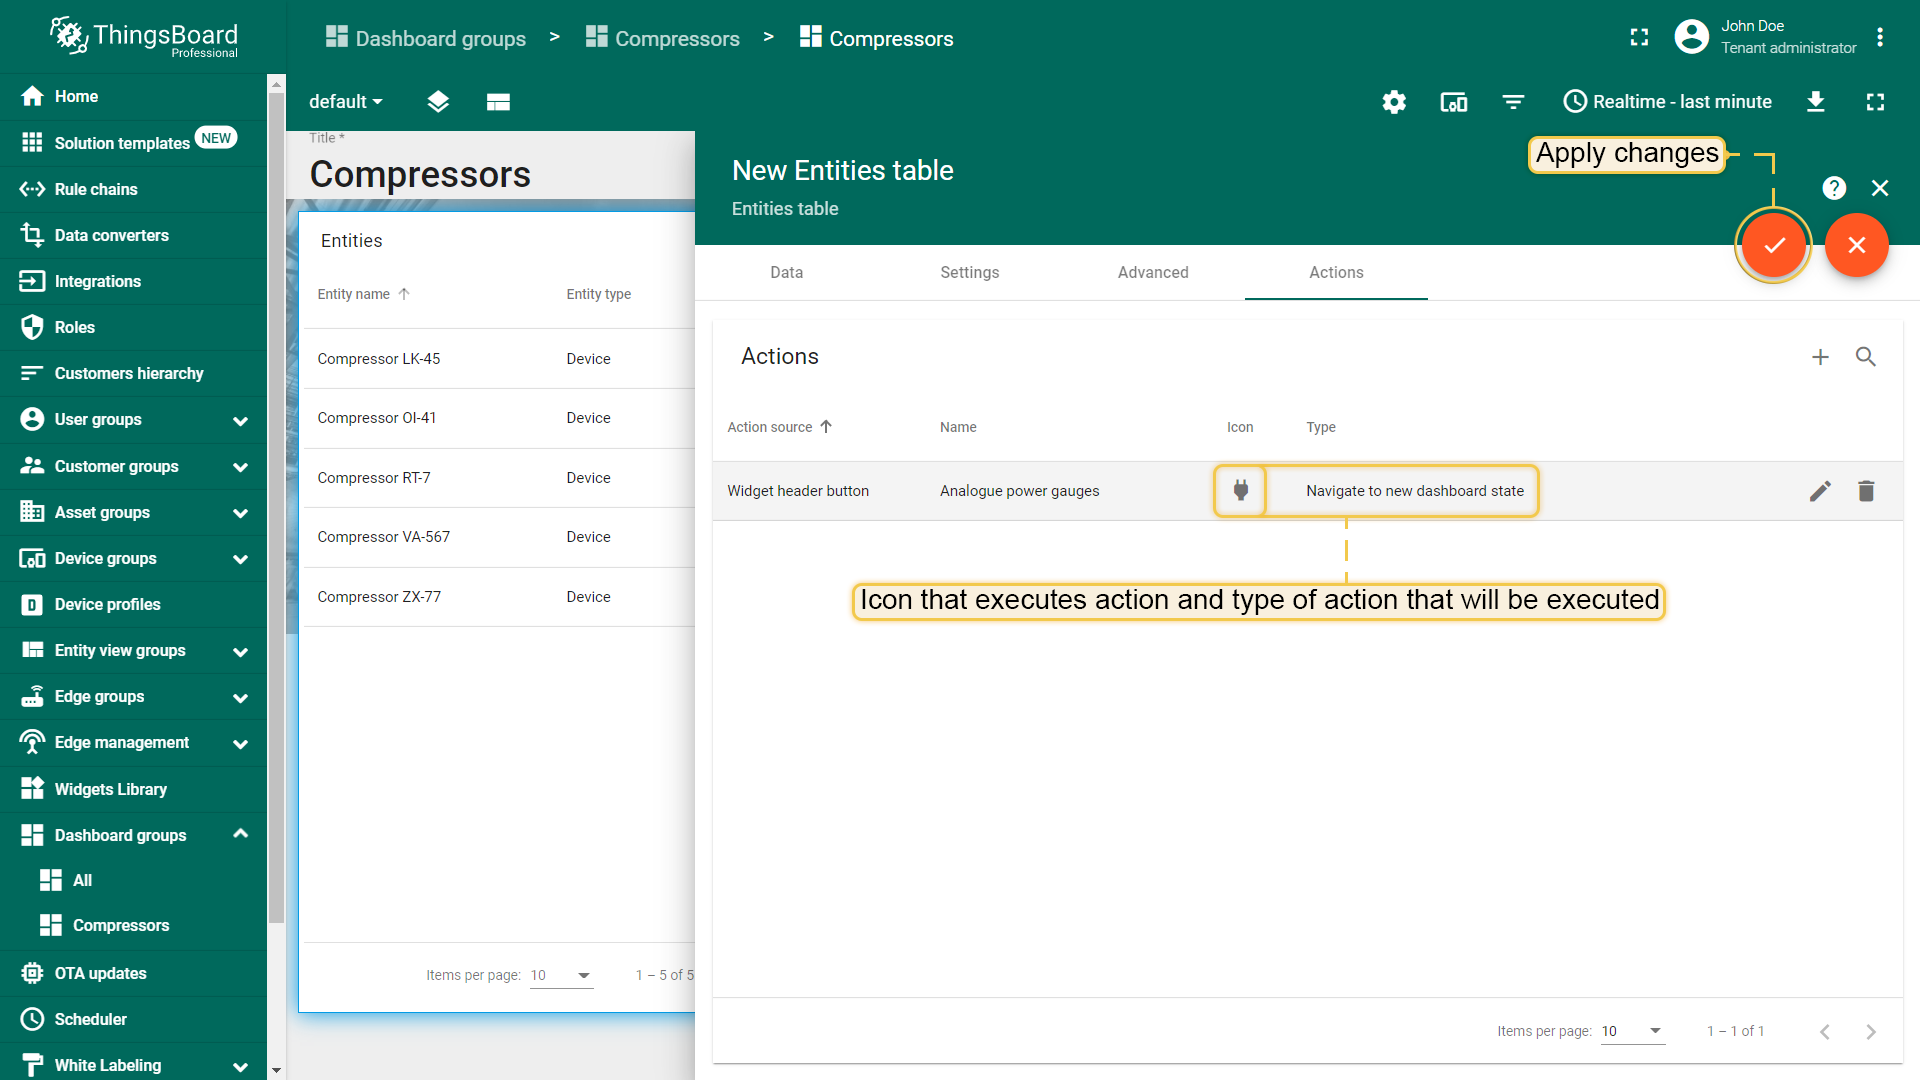 ThingsBoard
Professional
Dashboard groups > Compressors > Compressors
John Doe
Tenant administrator
Home
Solution templates NEW
Rule chains
Data converters
Integrations
Roles
Customers hierarchy
User groups
Customer groups
Asset groups
Device groups
Device profiles
Entity view groups
Edge groups
Edge management
Widgets Library
Dashboard groups
All
Compressors
OTA updates
Scheduler
White Labeling
default
Realtime - last minute
Title *
Compressors
Entities
Entity name Entity type
Compressor LK-45 Device
Compressor OI-41 Device
Compressor RT-7 Device
Compressor VA-567 Device
Compressor ZX-77 Device
Items per page: 10 1 – 5 of 5
New Entities table
Entities table
Apply changes
Data Settings Advanced Actions
Actions
Action source Name Icon Type
Widget header button Analogue power gauges Navigate to new dashboard state
Icon that executes action and type of action that will be executed
Items per page: 10 1 – 1 of 1